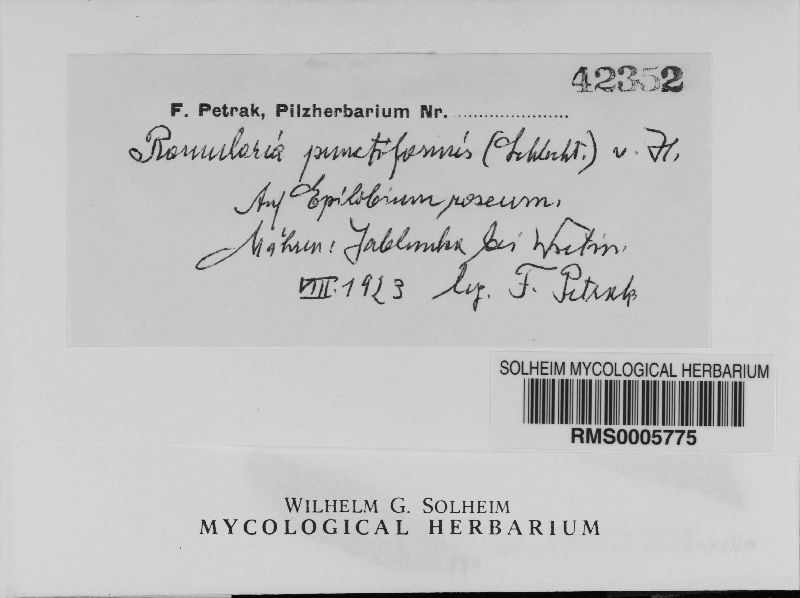 42352
F. Petrak, Pilzherbarium Nr.
Ramularia punctiformis (Schlecht.) v. H.
Auf Epilobium roseum.
Mähren: Jablunka bei Wsetin.
VIII. 1923 leg. F. Petrak
SOLHEIM MYCOLOGICAL HERBARIUM
RMS0005775
WILHELM G. SOLHEIM
MYCOLOGICAL HERBARIUM